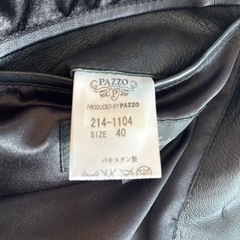 PAZZO
P
PRODUCED BY PAZZO
214-1104
SIZE 40
パキスタン製